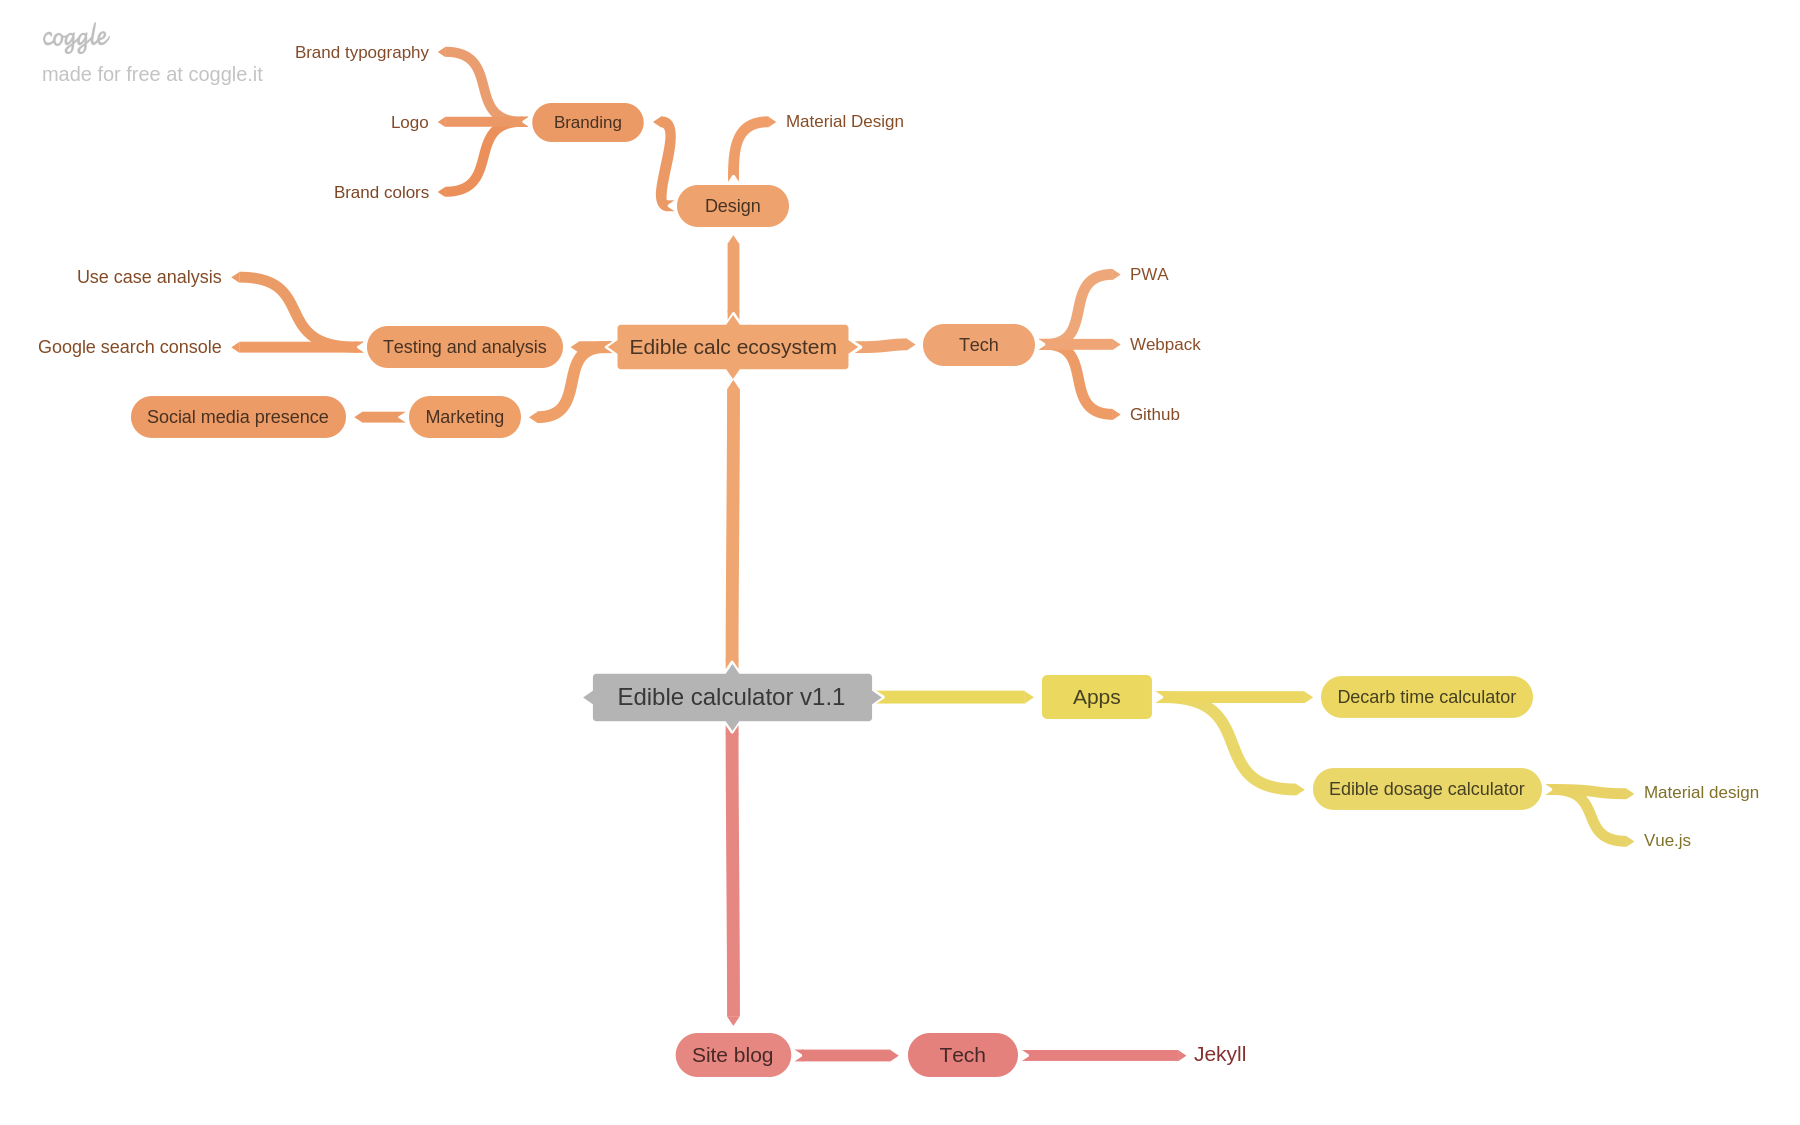 coggle
made for free at coggle.it
Brand typography
Logo
Brand colors
Branding
Material Design
Design
Use case analysis
Google search console
Testing and analysis
Social media presence
Marketing
Edible calc ecosystem
Tech
PWA
Webpack
Github
Edible calculator v1.1
Apps
Decarb time calculator
Edible dosage calculator
Material design
Vue.js
Site blog
Tech
Jekyll